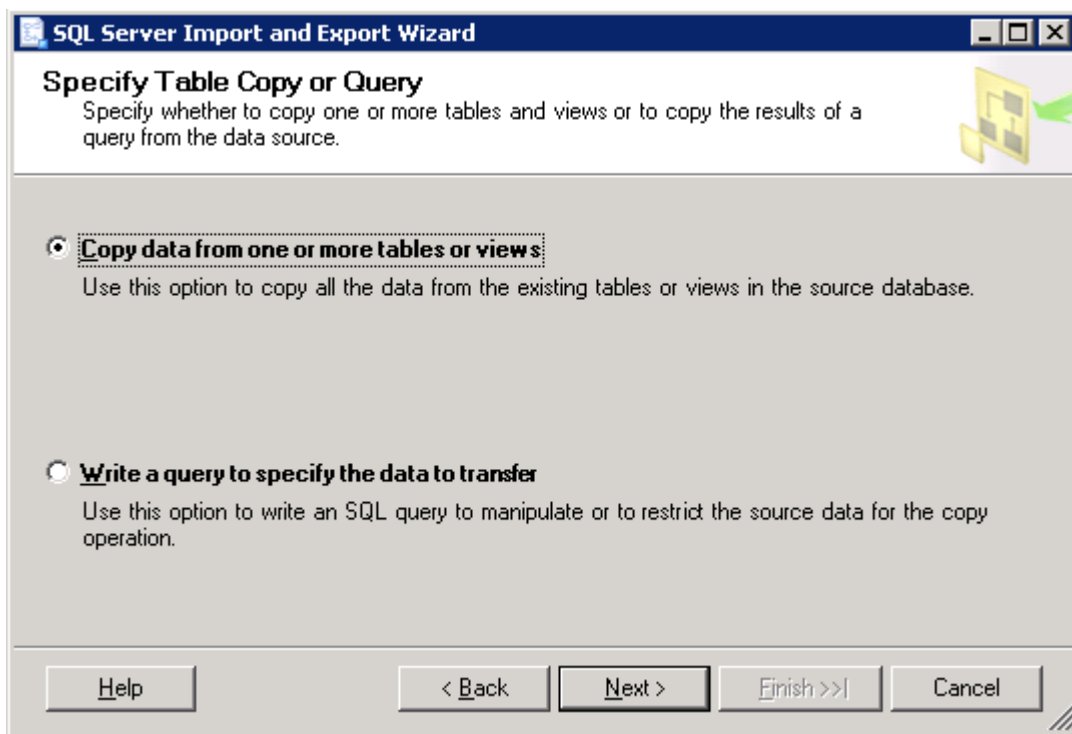 SQL Server Import and Export Wizard
Specify Table Copy or Query
Specify whether to copy one or more tables and views or to copy the results of a
query from the data source.
Copy data from one or more tables or views
Use this option to copy all the data from the existing tables or views in the source database.
Write a query to specify the data to transfer
Use this option to write an SQL query to manipulate or to restrict the source data for the copy
operation.
Help < Back Next > Finish >>| Cancel